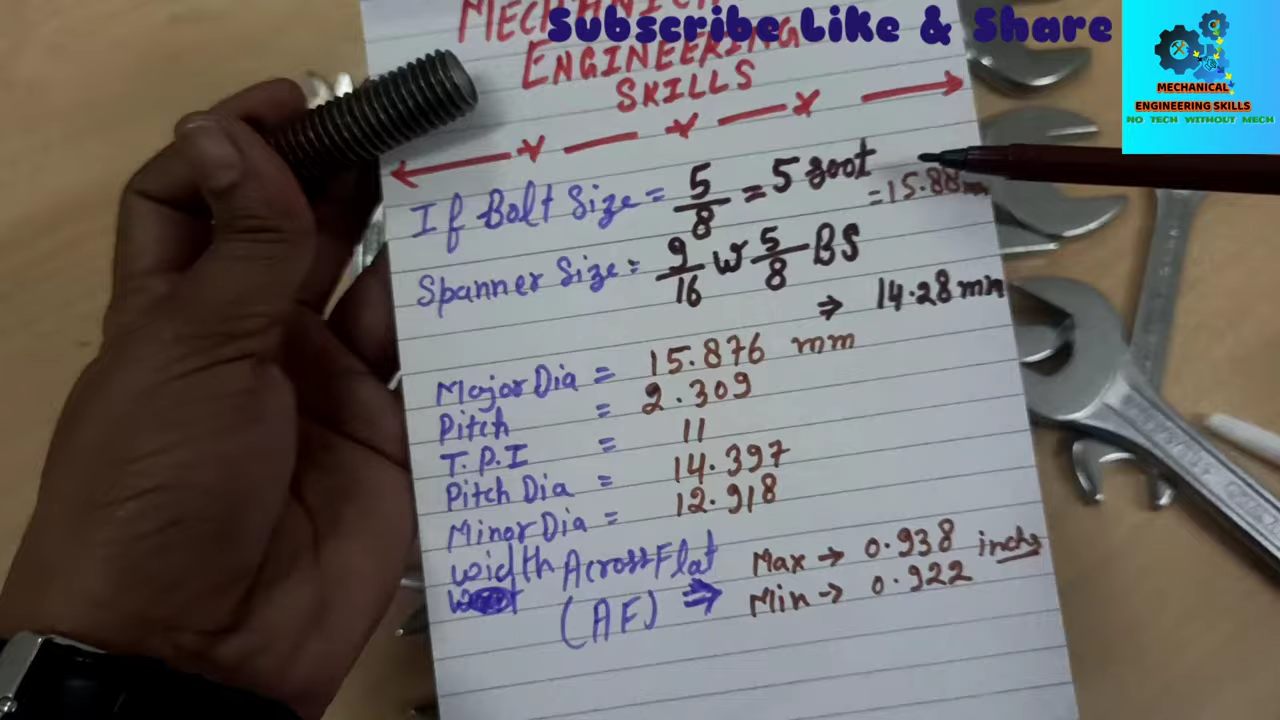 MECHANIC
Subscribe Like & Share
ENGINEERING
SKILLS
MECHANICAL
ENGINEERING SKILLS
NO TECH WITHOUT MECH
If Bolt Size = 5/8 = 5 soot
= 15.88mm
Spanner Size: 9/16 W 5/8 BS
⇒ 14.28 mm
Major Dia = 15.876 mm
Pitch = 2.309
T.P.I = 11
Pitch Dia = 14.397
Minor Dia = 12.918
Width Across Flat Max → 0.938 inchs
(AF) ⇒ Min → 0.922